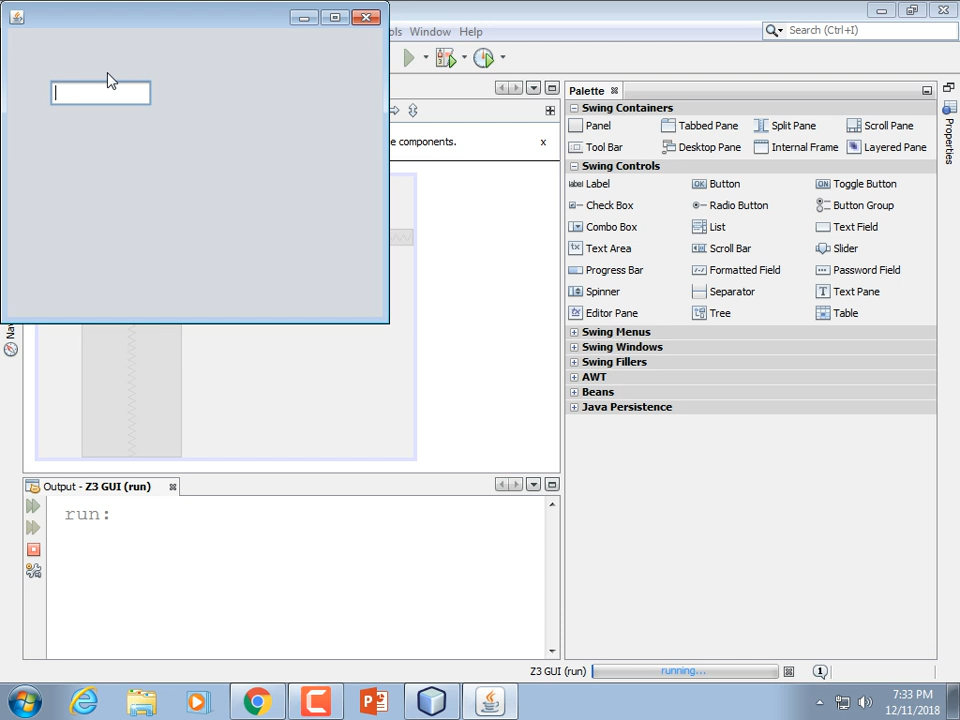 ols Window Help
Search (Ctrl+I)
e components.
x
Palette
Swing Containers
Panel Tabbed Pane Split Pane Scroll Pane
Tool Bar Desktop Pane Internal Frame Layered Pane
Swing Controls
label Label OK Button ON Toggle Button
Check Box Radio Button Button Group
Combo Box List Text Field
Text Area Scroll Bar Slider
Progress Bar Formatted Field Password Field
Spinner Separator Text Pane
Editor Pane Tree T Table
Swing Menus
Swing Windows
Swing Fillers
AWT
Beans
Java Persistence
Properties
Nav
Output - Z3 GUI (run)
run:
Z3 GUI (run) running... 1
7:33 PM
12/11/2018